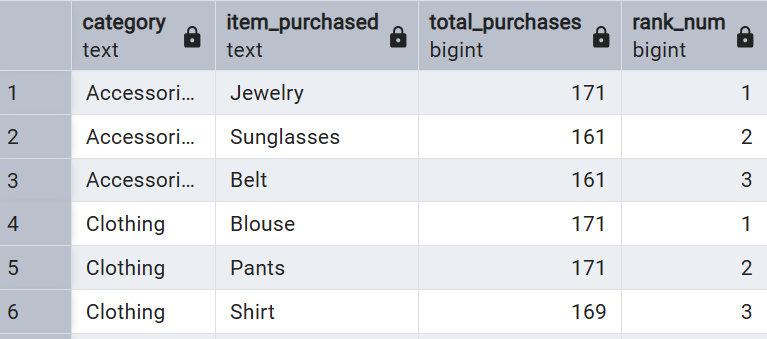 category item_purchased total_purchases rank_num
text text bigint bigint
1 Accessori... Jewelry 171 1
2 Accessori... Sunglasses 161 2
3 Accessori... Belt 161 3
4 Clothing Blouse 171 1
5 Clothing Pants 171 2
6 Clothing Shirt 169 3